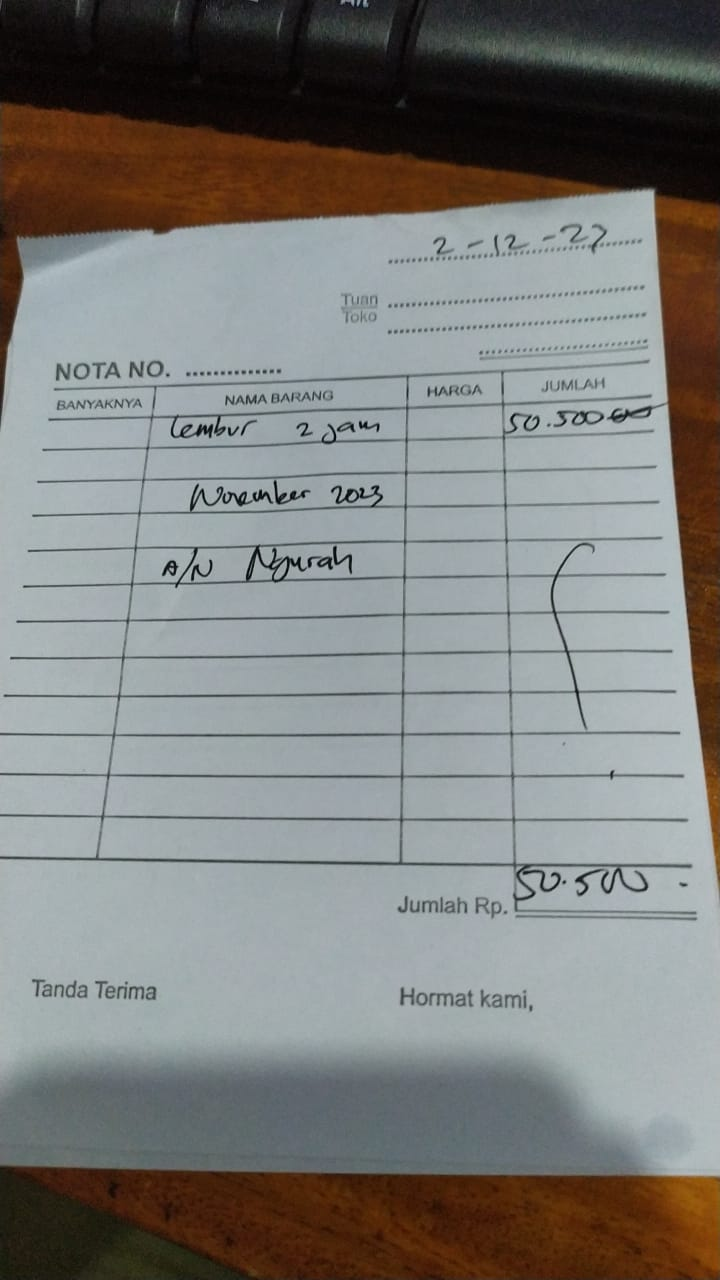 Alt
2-12-23
Tuan
Toko
NOTA NO. ..............
BANYAKNYA NAMA BARANG HARGA JUMLAH
Lembur 2 jam 50.500
November 2023
A/N Ngurah
Jumlah Rp. 50.500 -
Tanda Terima Hormat kami,